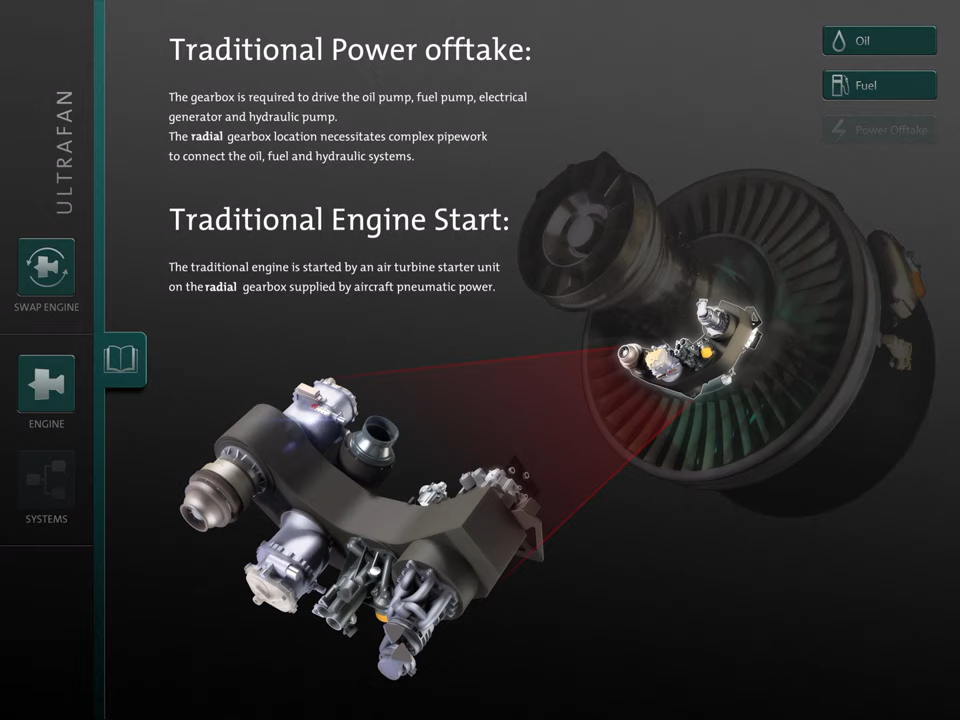 Traditional Power offtake:
The gearbox is required to drive the oil pump, fuel pump, electrical
generator and hydraulic pump.
The radial gearbox location necessitates complex pipework
to connect the oil, fuel and hydraulic systems.
Traditional Engine Start:
The traditional engine is started by an air turbine starter unit
on the radial gearbox supplied by aircraft pneumatic power.
Oil
Fuel
Power Offtake
ULTRAFAN
SWAP ENGINE
ENGINE
SYSTEMS